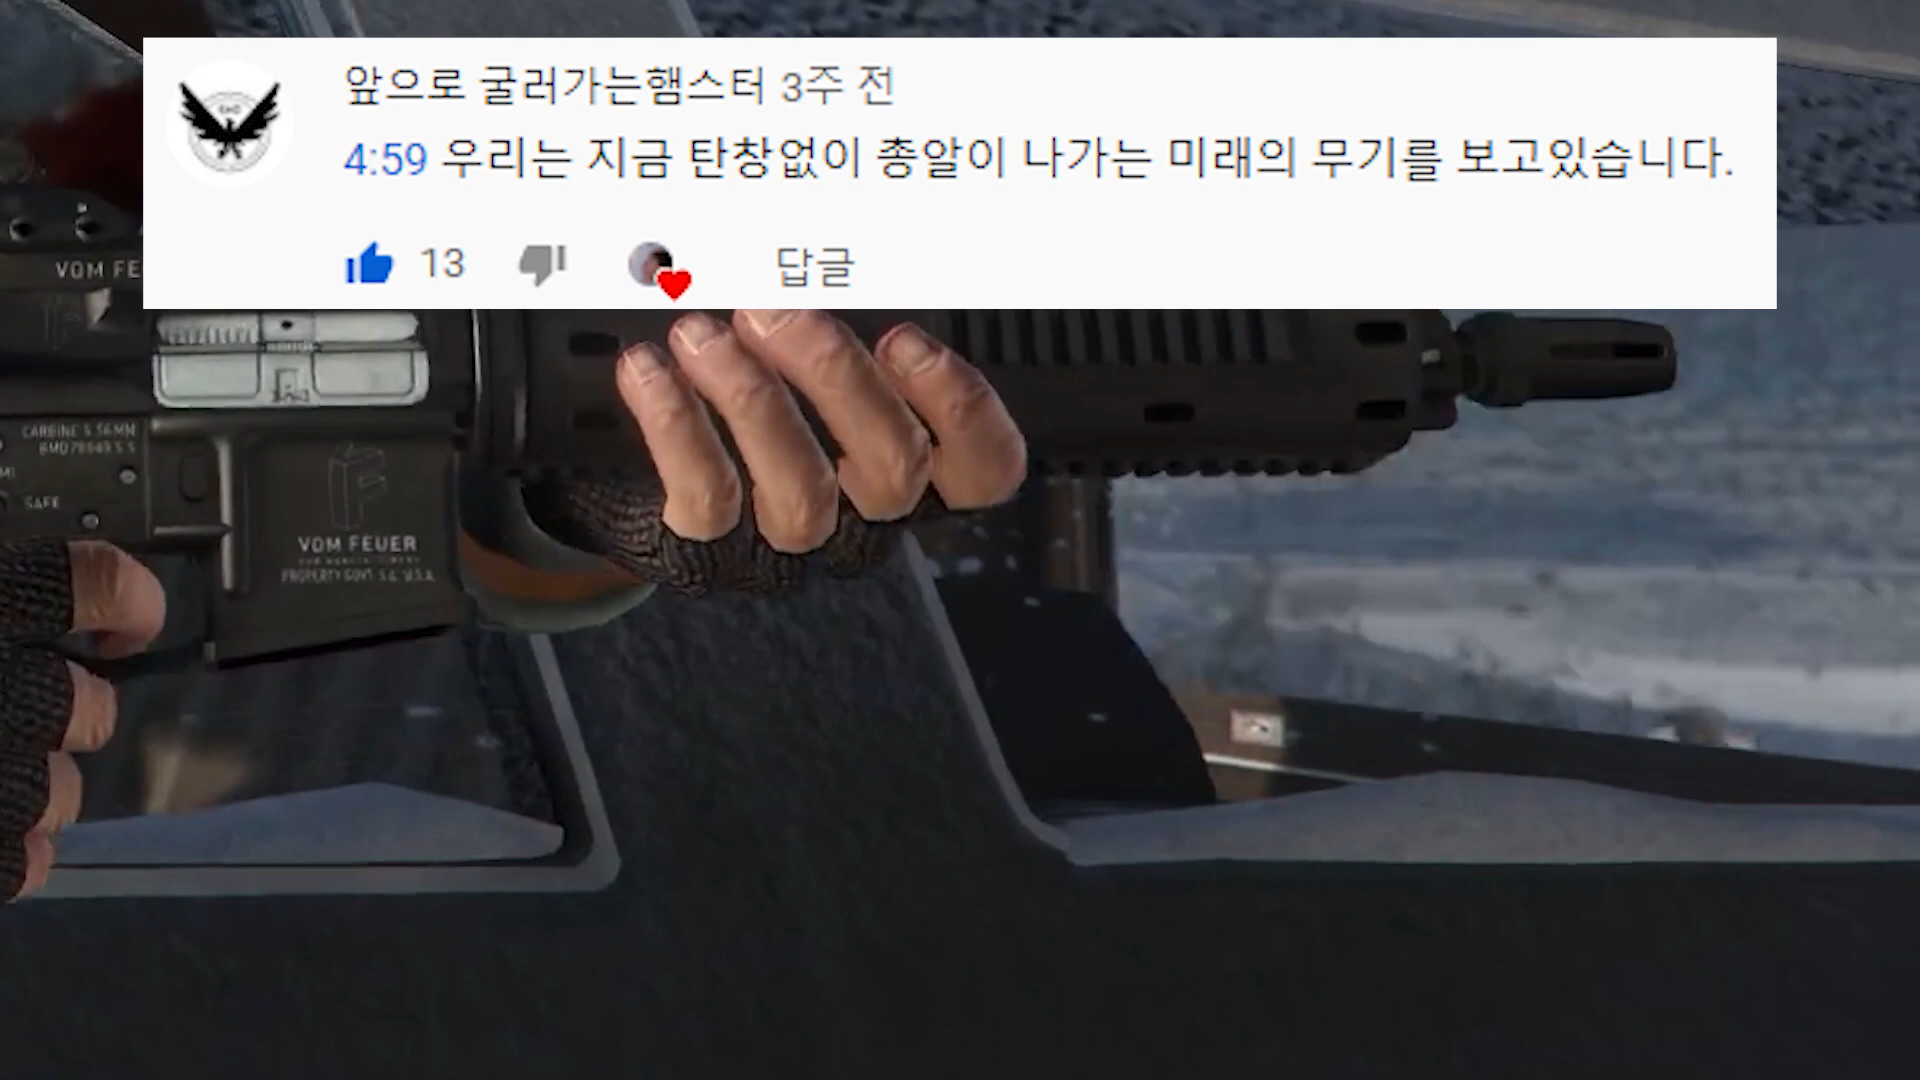 앞으로 굴러가는햄스터 3주 전
4:59 우리는 지금 탄창없이 총알이 나가는 미래의 무기를 보고있습니다.
13
답글
VOM FE
CARBINE 5.56MM
SAFE
VOM FEUER
PROPERTY GOVT. S.A. U.S.A.